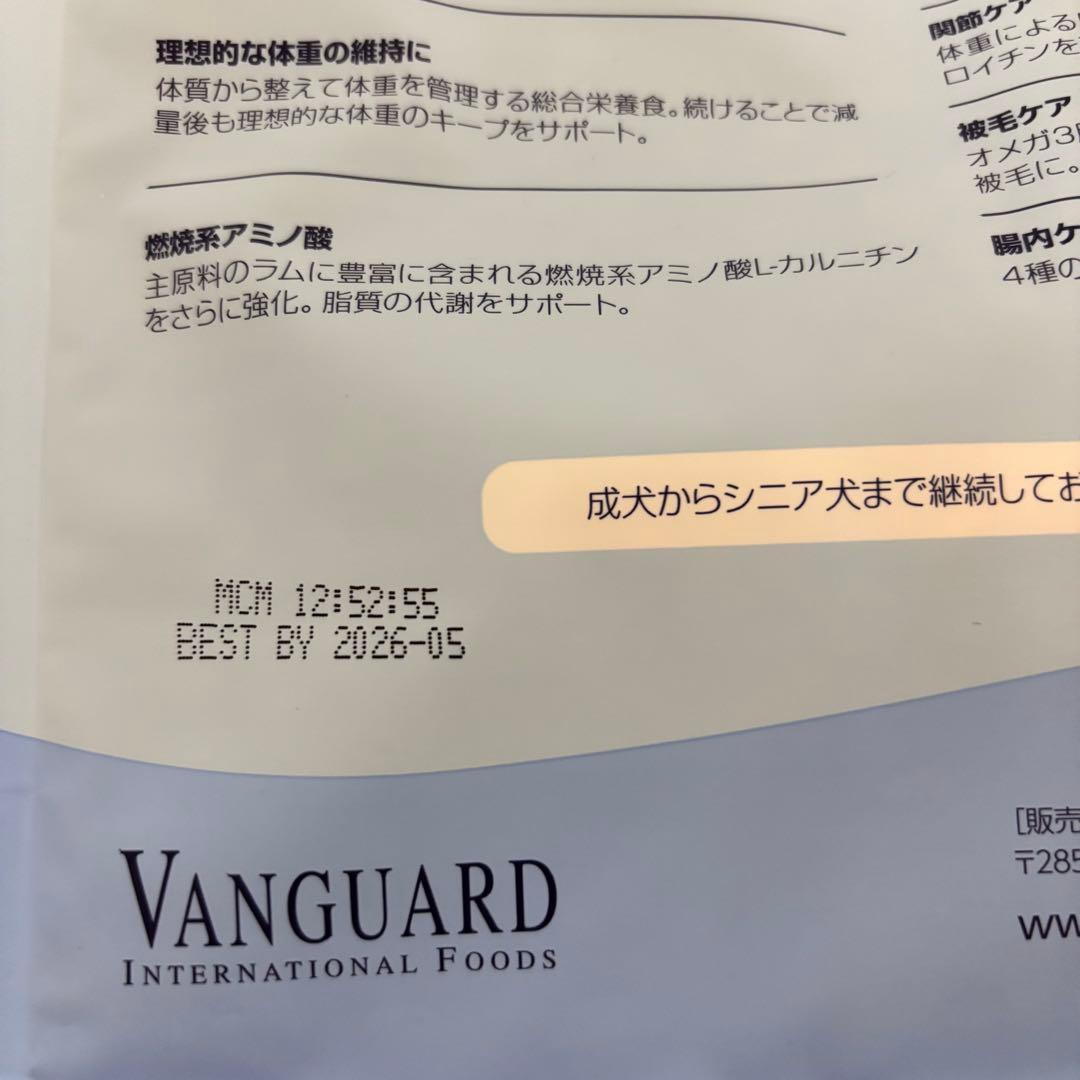 理想的な体重の維持に
体質から整えて体重を管理する総合栄養食。続けることで減
量後も理想的な体重のキープをサポート。
燃焼系アミノ酸
主原料のラムに豊富に含まれる燃焼系アミノ酸L-カルニチン
をさらに強化。脂質の代謝をサポート。
関節ケア
体重による
ロイチンを
被毛ケア
オメガ3
被毛に。
腸内ケ
4種の
成犬からシニア犬まで継続してお
MCM 12:52:55
BEST BY 2026-05
VANGUARD
INTERNATIONAL FOODS
[販売
〒285
ww